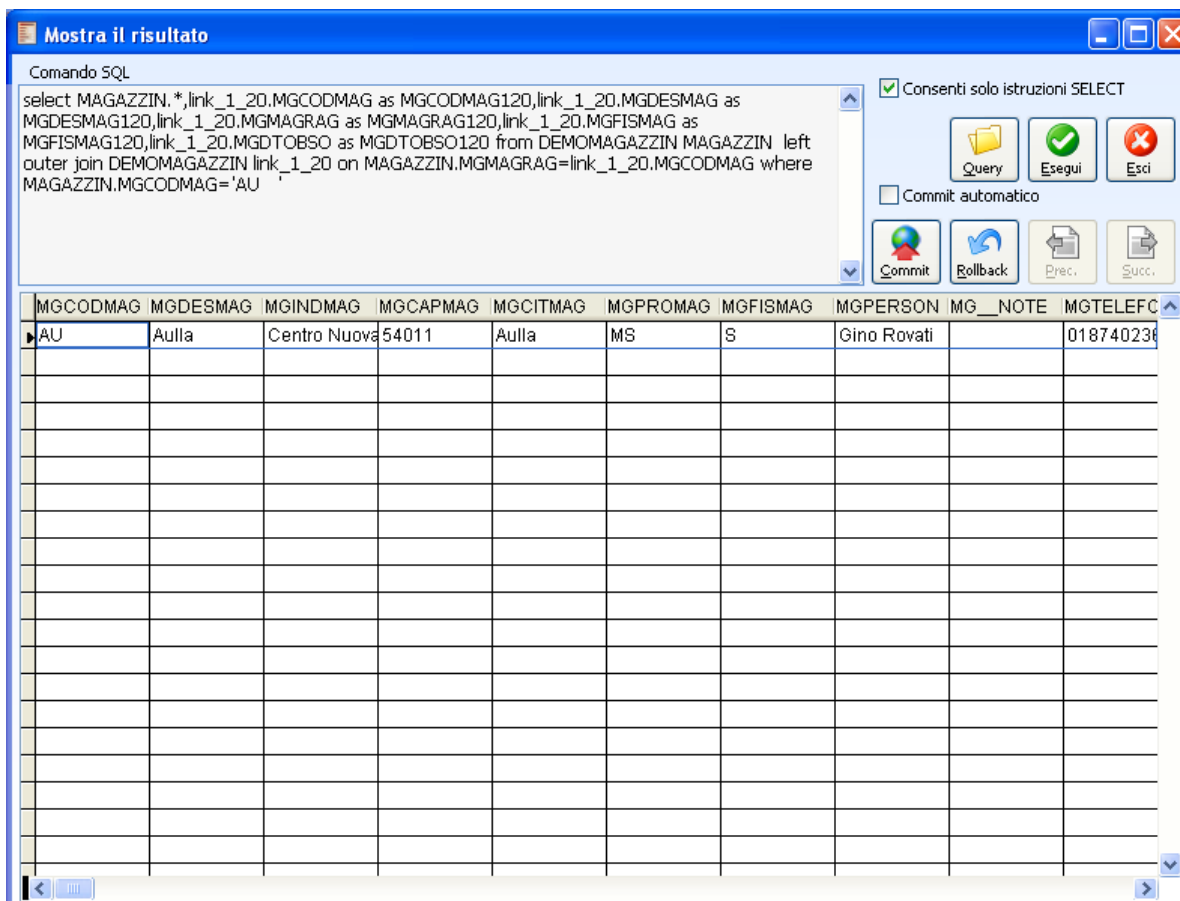 Mostra il risultato
Comando SQL
select MAGAZZIN.*,link_1_20.MGCODMAG as MGCODMAG120,link_1_20.MGDESMAG as
MGDESMAG120,link_1_20.MGMAGRAG as MGMAGRAG120,link_1_20.MGFISMAG as
MGFISMAG120,link_1_20.MGDTOBSO as MGDTOBSO120 from DEMOMAGAZZIN MAGAZZIN  left
outer join DEMOMAGAZZIN link_1_20 on MAGAZZIN.MGMAGRAG=link_1_20.MGCODMAG where
MAGAZZIN.MGCODMAG='AU   '
Consenti solo istruzioni SELECT
Query Esegui Esci
Commit automatico
Commit Rollback Prec. Succ.
MGCODMAG MGDESMAG MGINDMAG MGCAPMAG MGCITMAG MGPROMAG MGFISMAG MGPERSON MG__NOTE MGTELEFO
AU Aulla Centro Nuova 54011 Aulla MS S Gino Rovati 018740236